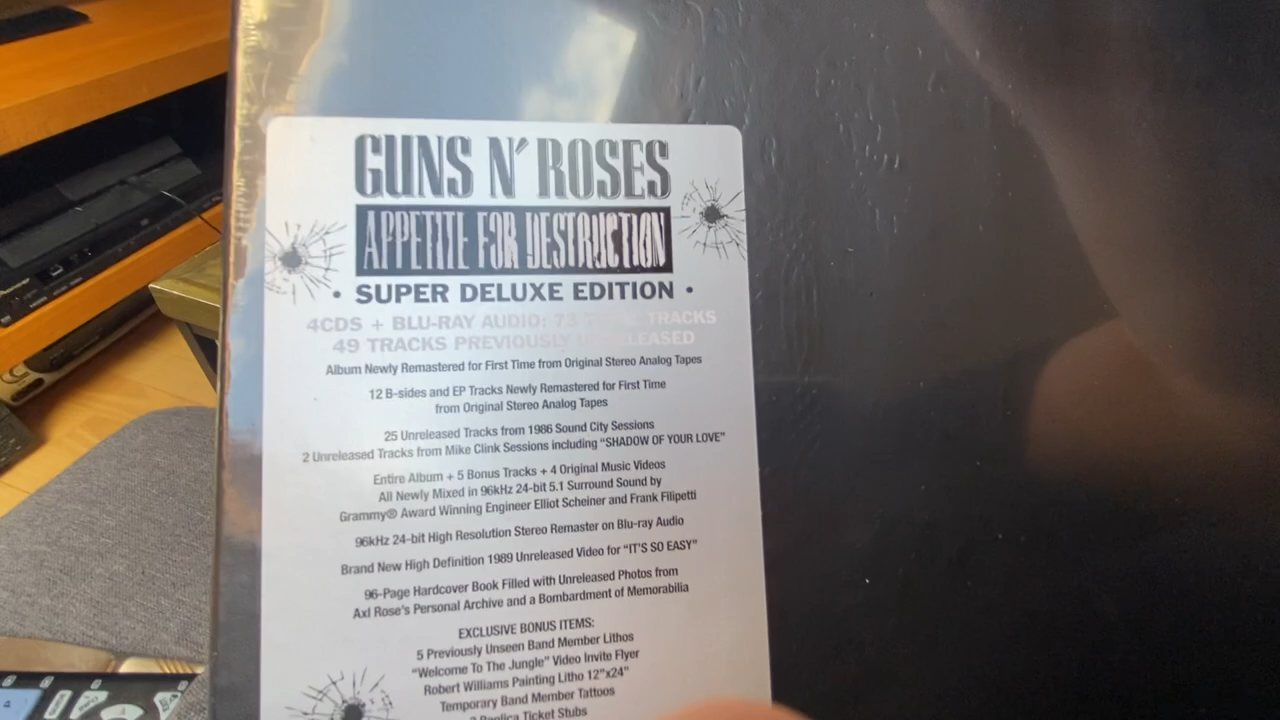 GUNS N' ROSES
APPETITE FOR DESTRUCTION
• SUPER DELUXE EDITION •
4CDS + BLU-RAY AUDIO: 73 TRACKS
49 TRACKS PREVIOUSLY UNRELEASED
Album Newly Remastered for First Time from Original Stereo Analog Tapes
12 B-sides and EP Tracks Newly Remastered for First Time
from Original Stereo Analog Tapes
25 Unreleased Tracks from 1986 Sound City Sessions
2 Unreleased Tracks from Mike Clink Sessions including “SHADOW OF YOUR LOVE”
Entire Album + 5 Bonus Tracks + 4 Original Music Videos
All Newly Mixed in 96kHz 24-bit 5.1 Surround Sound by
Grammy® Award Winning Engineer Elliot Scheiner and Frank Filipetti
96kHz 24-bit High Resolution Stereo Remaster on Blu-ray Audio
Brand New High Definition 1989 Unreleased Video for “IT'S SO EASY”
96-Page Hardcover Book Filled with Unreleased Photos from
Axl Rose's Personal Archive and a Bombardment of Memorabilia
EXCLUSIVE BONUS ITEMS:
5 Previously Unseen Band Member Lithos
“Welcome To The Jungle” Video Invite Flyer
Robert Williams Painting Litho 12”x24”
Temporary Band Member Tattoos
Replica Ticket Stubs